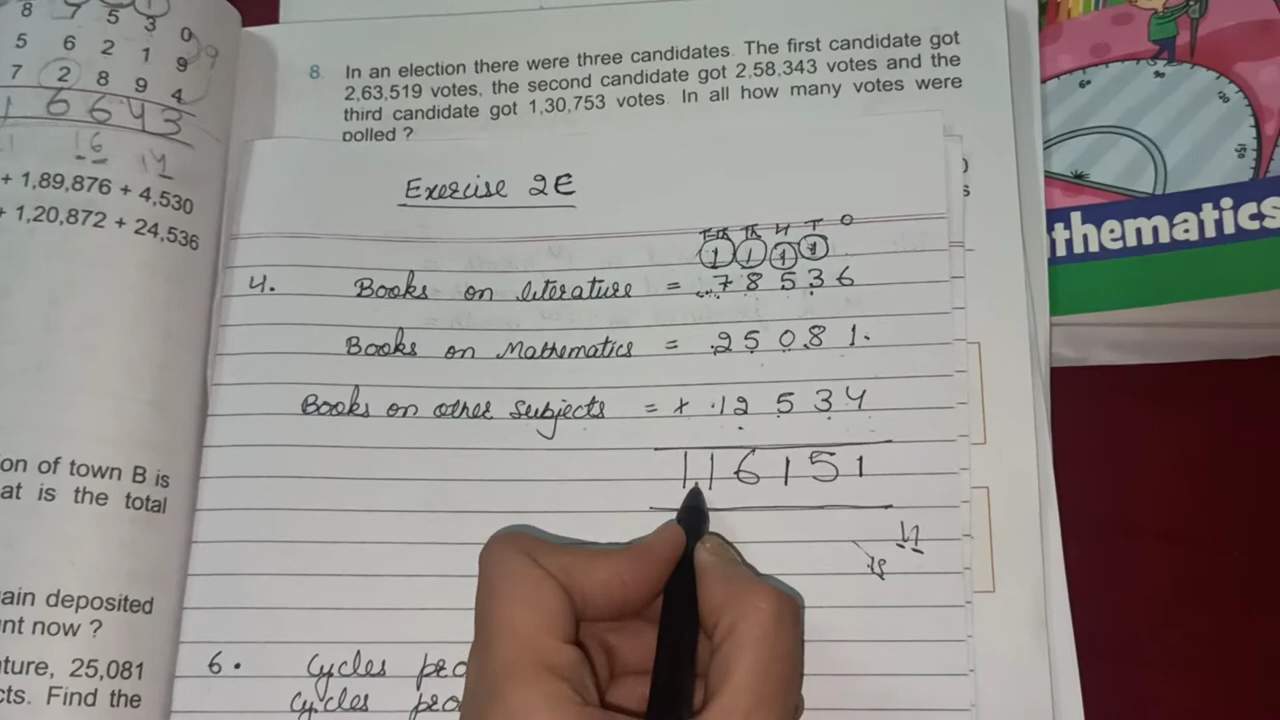 8 7 5 3 0
5 6 2 1 9
7 2 8 9 4
1 6 6 4 3
16 14
+ 1,89,876 + 4,530
+ 1,20,872 + 24,536
on of town B is
at is the total
ain deposited
nt now ?
ture, 25,081
cts. Find the
8. In an election there were three candidates. The first candidate got
2,63,519 votes, the second candidate got 2,58,343 votes and the
third candidate got 1,30,753 votes. In all how many votes were
polled ?
Exercise 2E
TTh Th H T O
1 1 1 1
4. Books on literature = 78536
Books on Mathematics = 25081.
Books on other subjects = + 12534
116151
17
18
6. Cycles pro
Cycles pro
thematics
60 90 120 150